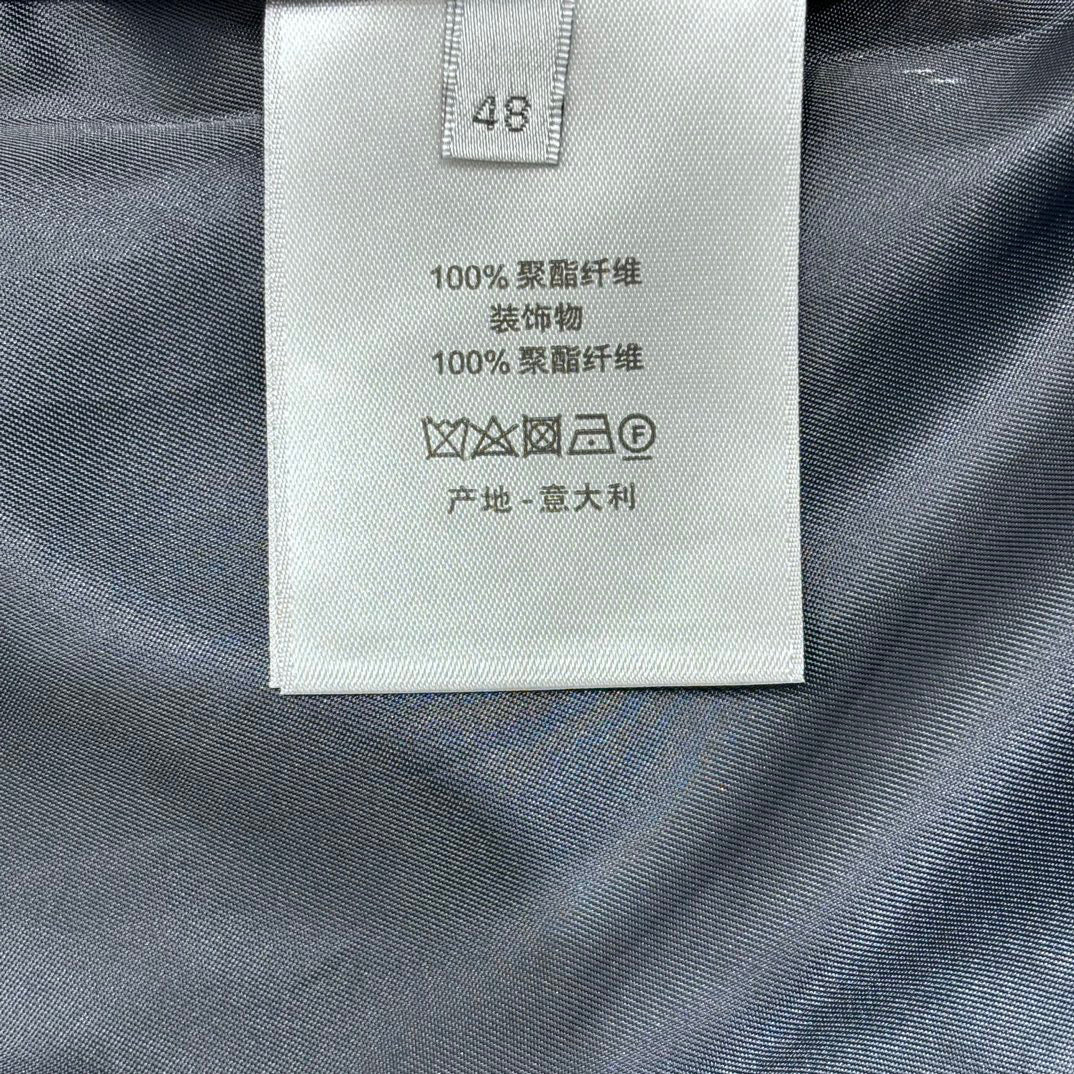 48
100% 聚酯纤维
装饰物
100% 聚酯纤维
F
产地 - 意大利